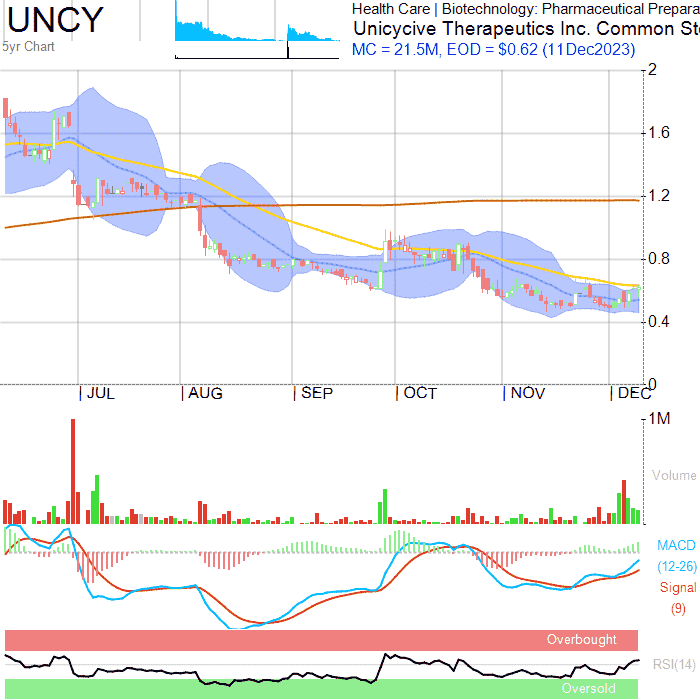 UNCY
5yr Chart
Health Care | Biotechnology: Pharmaceutical Prepara
Unicycive Therapeutics Inc. Common Sto
MC = 21.5M, EOD = $0.62 (11Dec2023)
2
1.6
1.2
0.8
0.4
0
JUL AUG SEP OCT NOV DEC
1M
Volume
MACD
(12-26)
Signal
(9)
Overbought
RSI(14)
Oversold